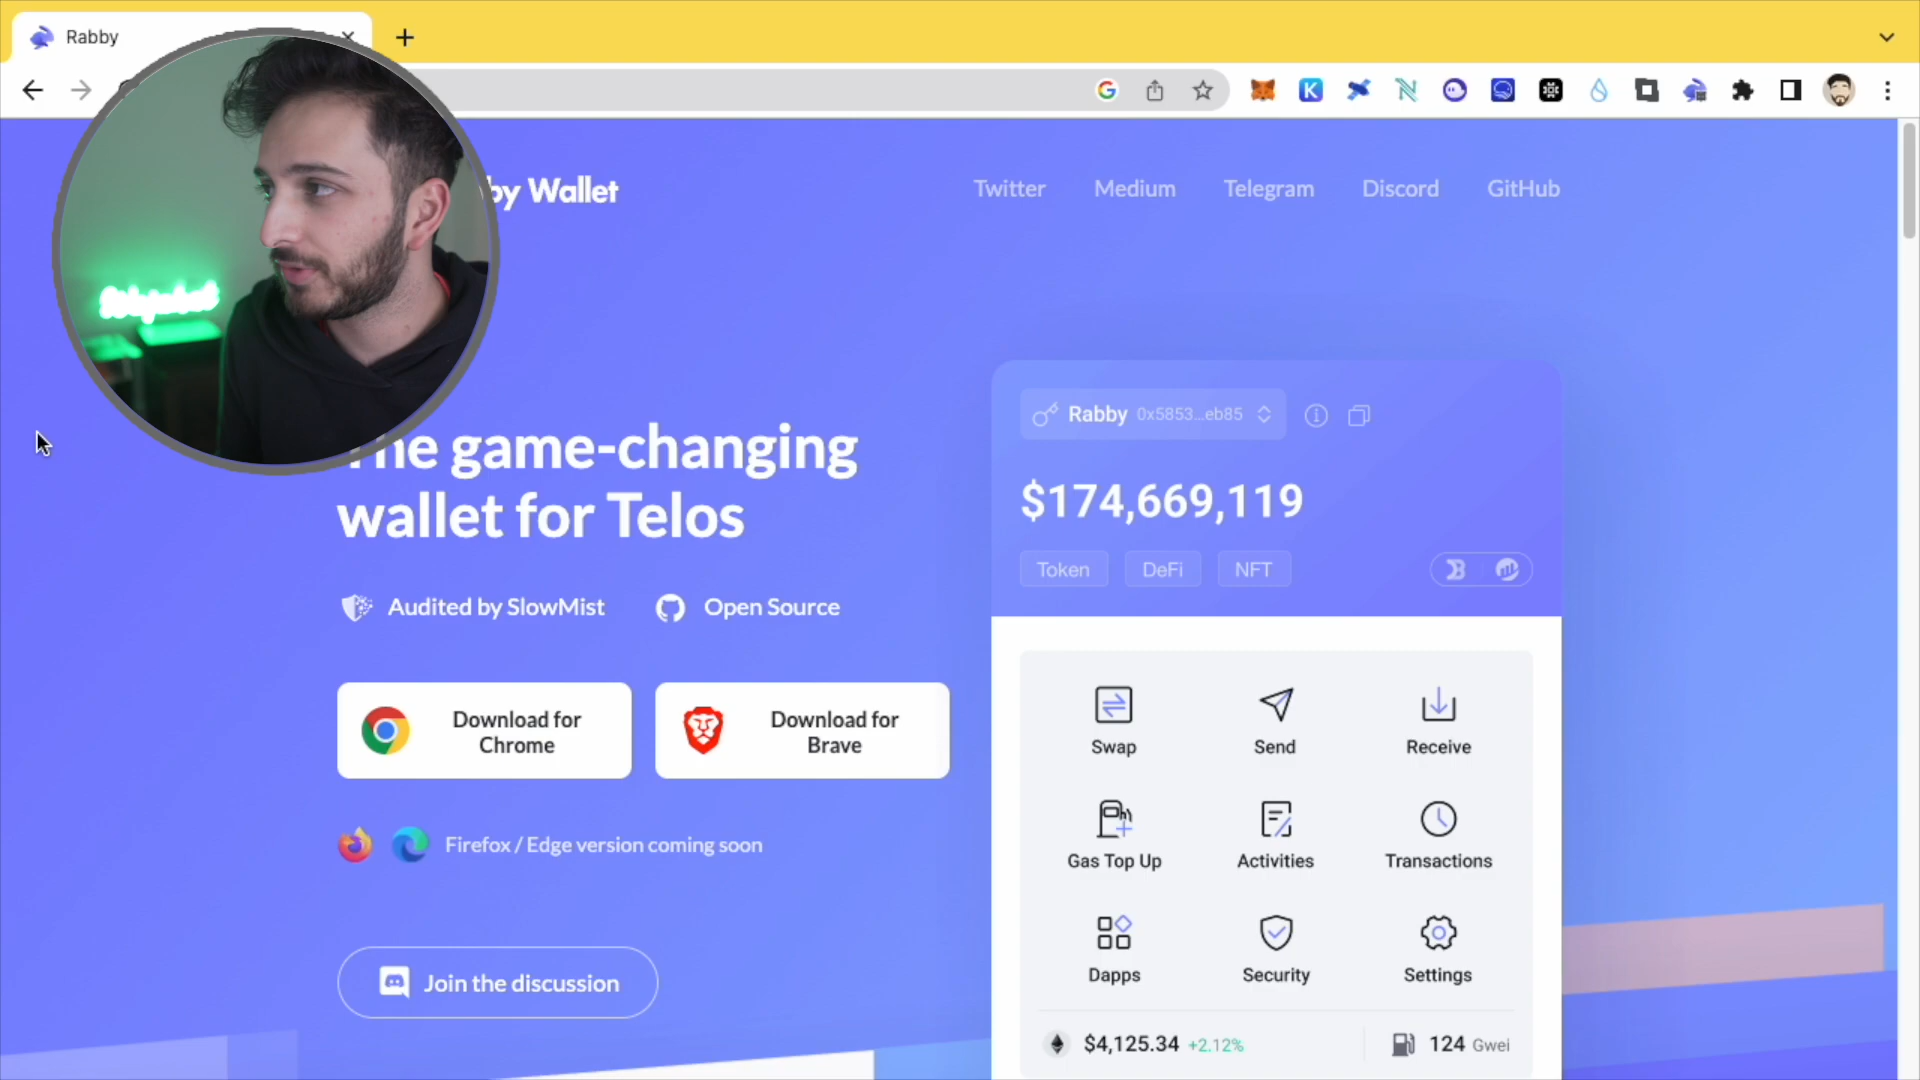 Rabby
by Wallet
Twitter
Medium
Telegram
Discord
GitHub
The game-changing
wallet for Telos
Audited by SlowMist
Open Source
Download for
Chrome
Download for
Brave
Firefox / Edge version coming soon
Join the discussion
Rabby 0x5853...eb85
$174,669,119
Token
DeFi
NFT
Swap
Send
Receive
Gas Top Up
Activities
Transactions
Dapps
Security
Settings
$4,125.34 +2.12%
124 Gwei